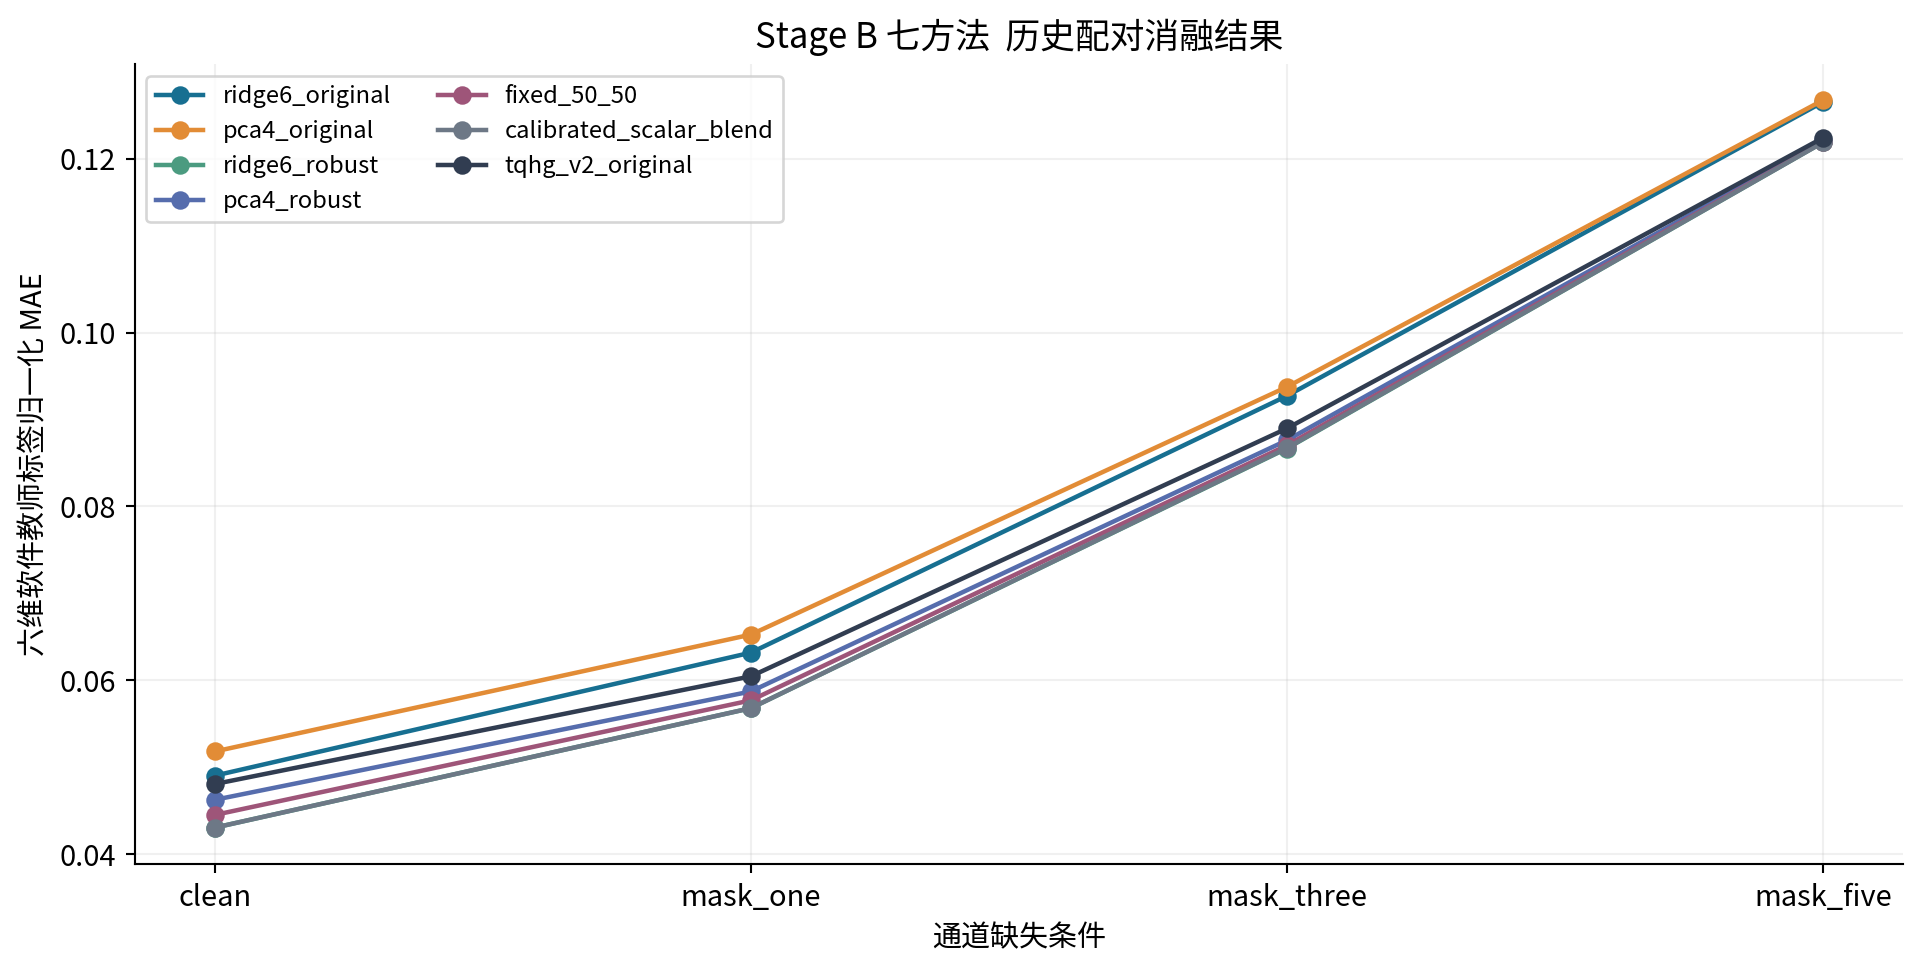 Stage B 七方法 历史配对消融结果
ridge6_original
pca4_original
ridge6_robust
pca4_robust
fixed_50_50
calibrated_scalar_blend
tqhg_v2_original
六维软件教师标签归一化 MAE
0.12
0.10
0.08
0.06
0.04
clean
mask_one
mask_three
mask_five
通道缺失条件